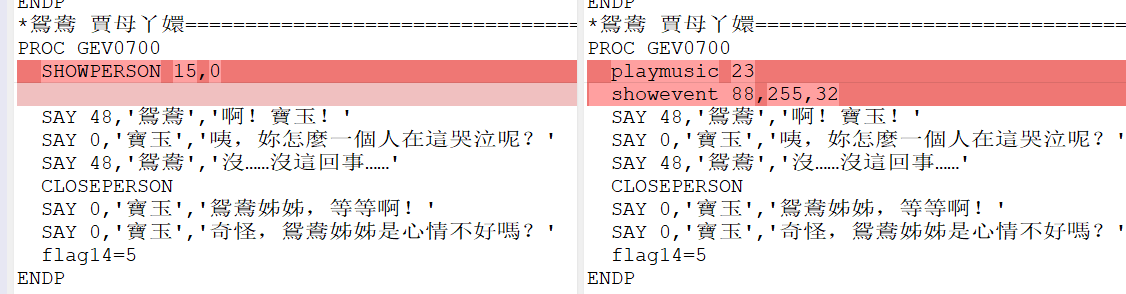 ENDP
*鴛鴦 賈母丫嬛==================================
PROC GEV0700
SHOWPERSON 15,0
SAY 48,'鴛鴦','啊！寶玉！'
SAY 0,'寶玉','咦，妳怎麼一個人在這哭泣呢？
SAY 48,'鴛鴦','沒……沒這回事……'
CLOSEPERSON
SAY 0,'寶玉','鴛鴦姊姊，等等啊！'
SAY 0,'寶玉','奇怪，鴛鴦姊姊是心情不好嗎？'
flag14=5
ENDP
ENDP
*鴛鴦 賈母丫嬛================================
PROC GEV0700
playmusic 23
showevent 88,255,32
SAY 48,'鴛鴦','啊！寶玉！'
SAY 0,'寶玉','咦，妳怎麼一個人在這哭泣呢？'
SAY 48,'鴛鴦','沒……沒這回事……'
CLOSEPERSON
SAY 0,'寶玉','鴛鴦姊姊，等等啊！'
SAY 0,'寶玉','奇怪，鴛鴦姊姊是心情不好嗎？'
flag14=5
ENDP